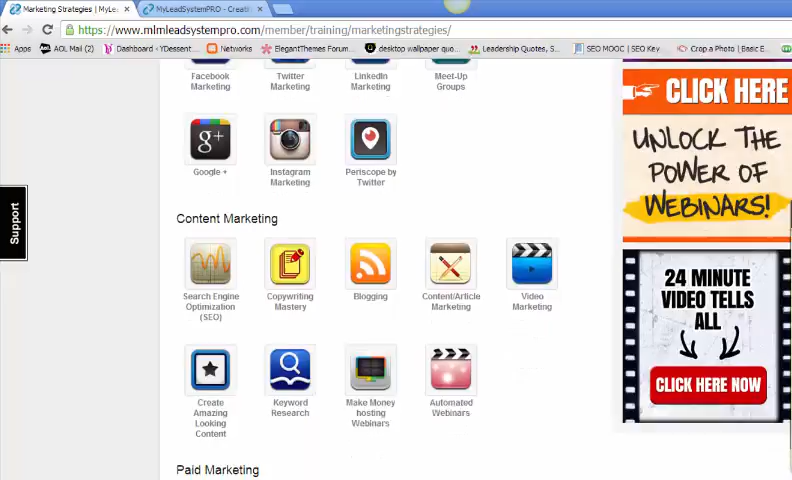 Marketing Strategies | MyLea
MyLeadSystemPRO - Creati
https://www.mlmleadsystempro.com/member/training/marketingstrategies/
Apps
AOL Mail (2)
Dashboard ‹ YDessent...
Networks
ElegantThemes Forum...
desktop wallpaper quo...
Leadership Quotes, S...
SEO MOOC | SEO Key...
Crop a Photo | Basic E...
Facebook
Marketing
Twitter
Marketing
LinkedIn
Marketing
Meet-Up
Groups
g+
Google +
Instagram
Marketing
Periscope by
Twitter
Content Marketing
Search Engine
Optimization
(SEO)
Copywriting
Mastery
Blogging
Content/Article
Marketing
Video
Marketing
Create
Amazing
Looking
Content
Keyword
Research
Make Money
hosting
Webinars
Automated
Webinars
Paid Marketing
Support
CLICK HERE
UNLOCK THE
POWER OF
WEBINARS!
24 MINUTE
VIDEO TELLS
ALL
CLICK HERE NOW